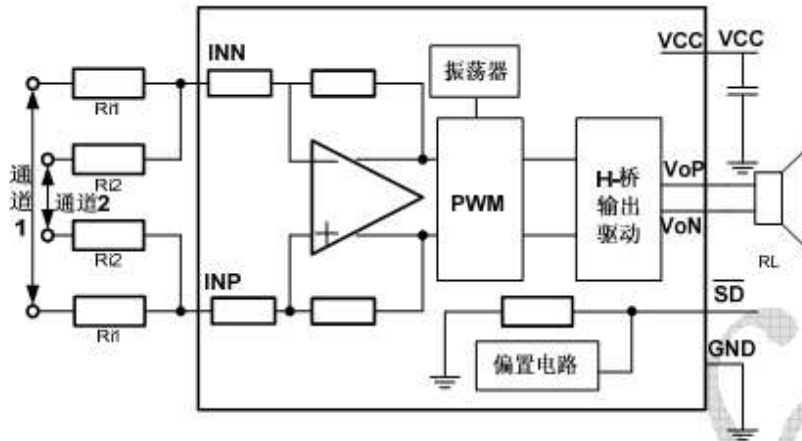 INN
VCC
VCC
振荡器
Ri1
Ri2
通道1
通道2
PWM
H-桥输出驱动
VoP
VoN
RL
Ri2
INP
Ri1
SD
偏置电路
GND